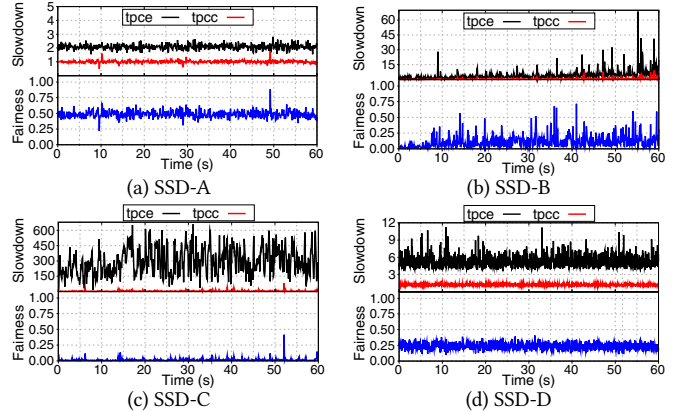 tpce tpcc
Slowdown
5
4
3
2
1
Fairness
1.00
0.75
0.50
0.25
0.00
0 10 20 30 40 50 60
Time (s)
(a) SSD-A
tpce tpcc
Slowdown
60
45
30
15
Fairness
1.00
0.75
0.50
0.25
0.00
0 10 20 30 40 50 60
Time (s)
(b) SSD-B
tpce tpcc
Slowdown
600
450
300
150
Fairness
1.00
0.75
0.50
0.25
0.00
0 10 20 30 40 50 60
Time (s)
(c) SSD-C
tpce tpcc
Slowdown
12
9
6
3
Fairness
1.00
0.75
0.50
0.25
0.00
0 10 20 30 40 50 60
Time (s)
(d) SSD-D